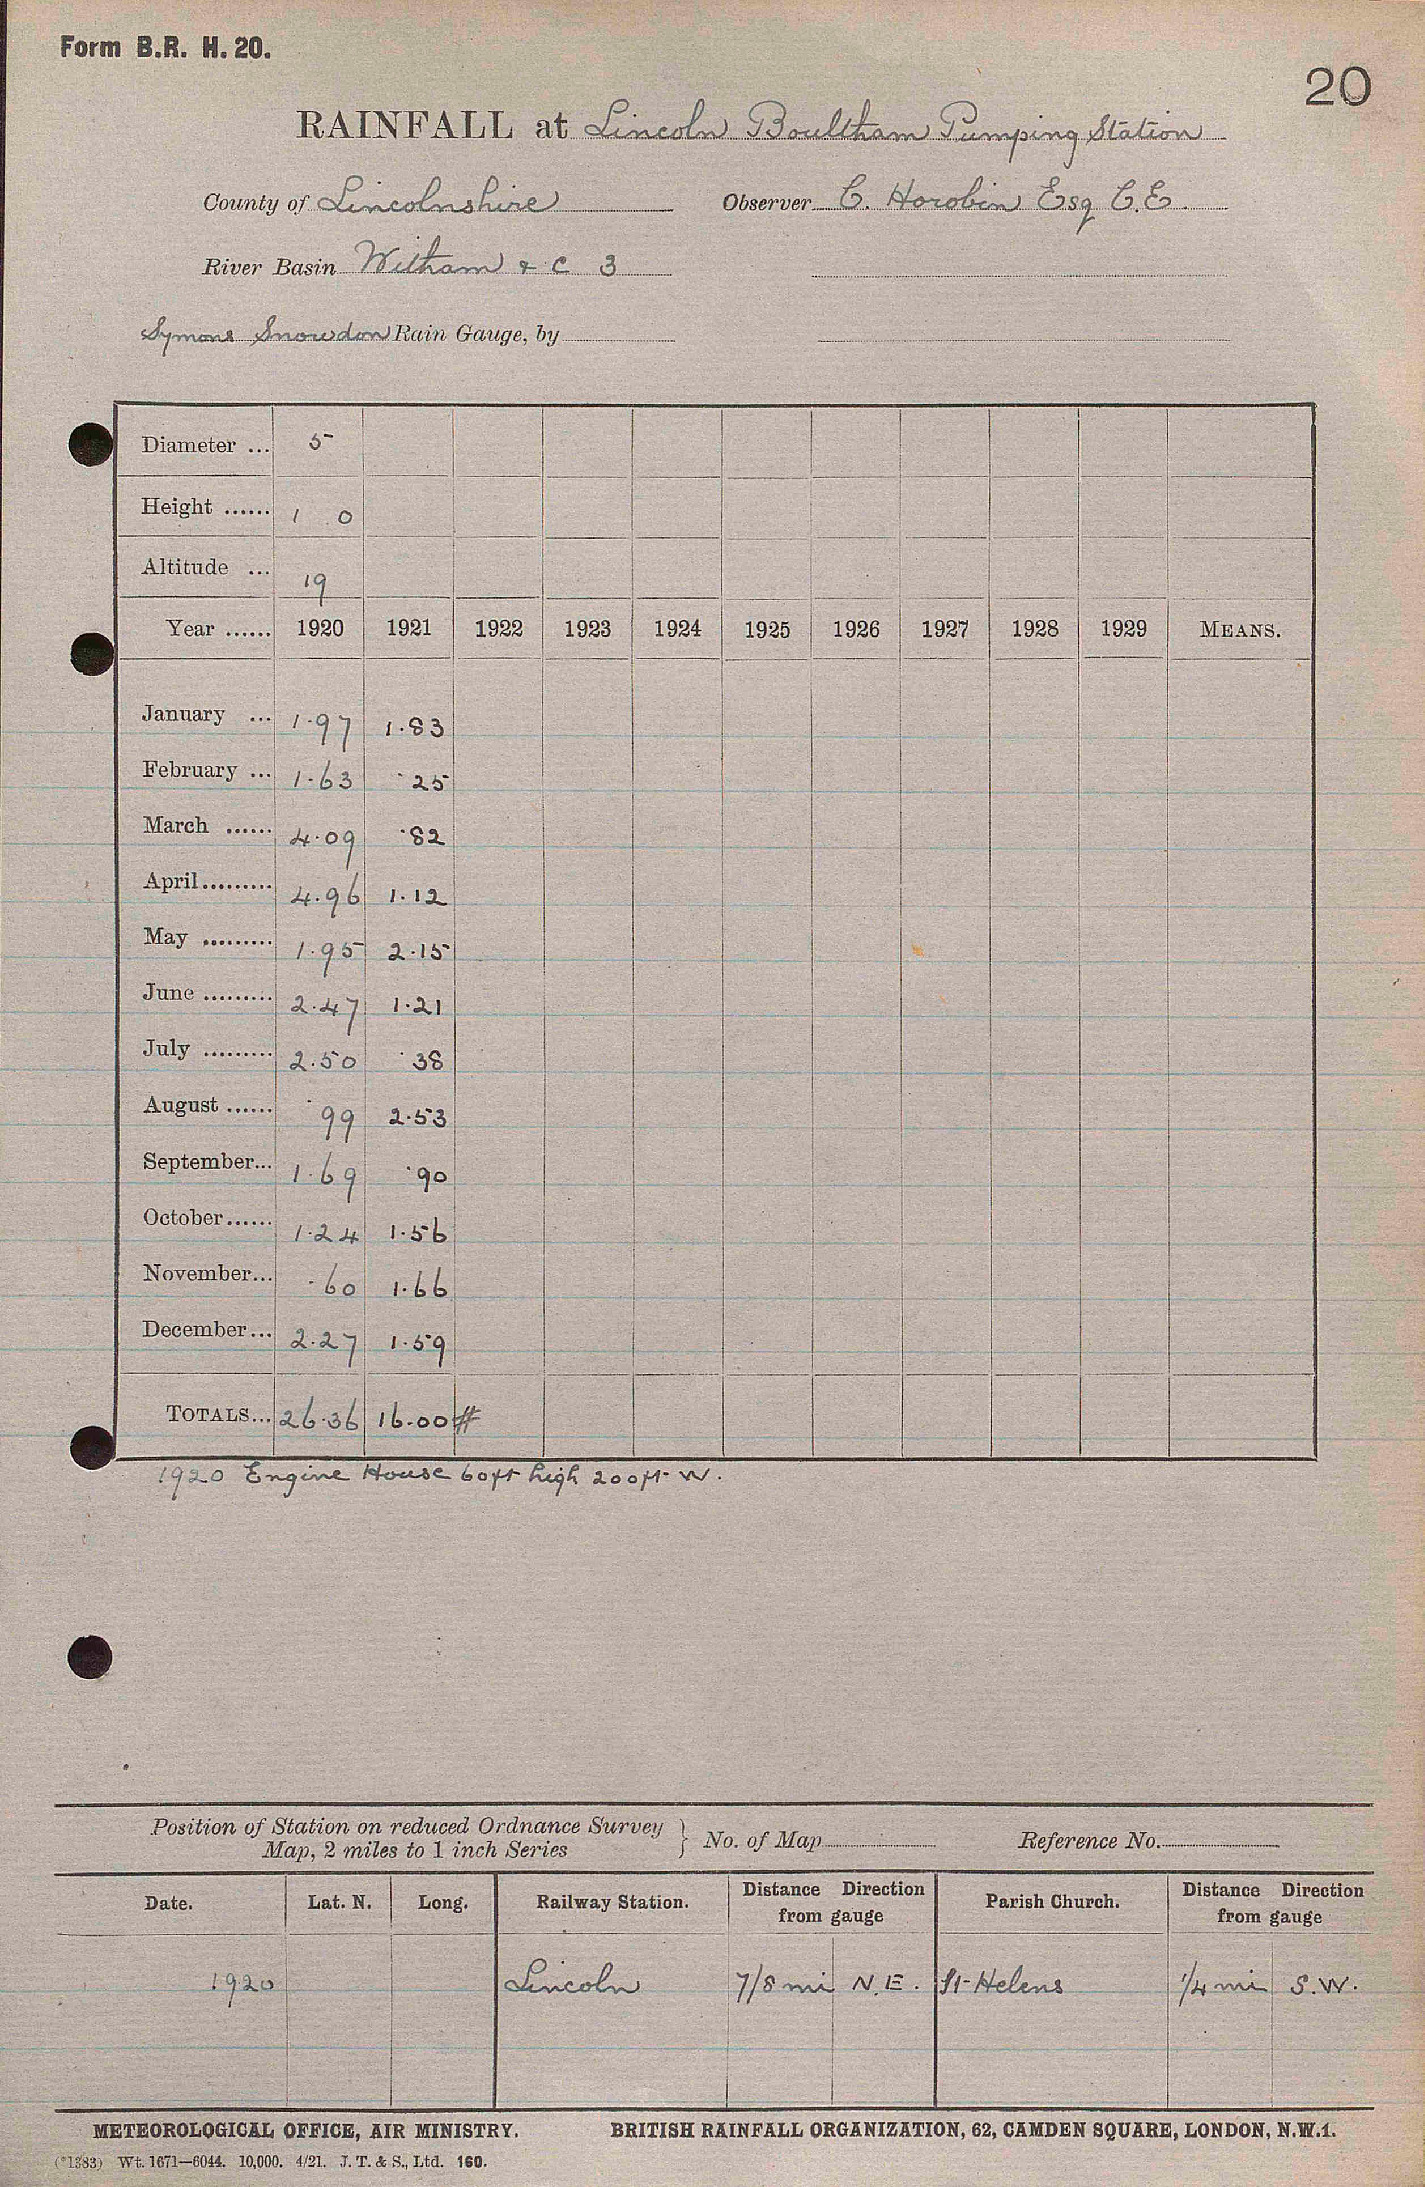 Form B.R. H. 20.
20
RAINFALL at Lincoln Boultham Pumping Station
County of Lincolnshire Observer C. Horobin Esq C.E.
River Basin Witham & C 3
Symons Snowdon Rain Gauge, by
Diameter ... 5
Height ...... 1 0
Altitude ... 19
Year ...... 1920 1921 1922 1923 1924 1925 1926 1927 1928 1929 MEANS.
January ... 1.97 1.83
February ... 1.63 .25
March ...... 4.09 .82
April ......... 4.96 1.12
May ......... 1.95 2.15
June ......... 2.47 1.21
July ......... 2.50 .38
August ...... .99 2.53
September... 1.69 .90
October...... 1.24 1.56
November... .60 1.66
December... 2.27 1.59
TOTALS... 26.36 16.00 #
1920 Engine House 60ft high 200ft W.
Position of Station on reduced Ordnance Survey
Map, 2 miles to 1 inch Series } No. of Map Reference No.
Date. Lat. N. Long. Railway Station. Distance Direction from gauge Parish Church. Distance Direction from gauge
1920 Lincoln 7/8 mi N.E. St Helens 1/4 mi S.W.
METEOROLOGICAL OFFICE, AIR MINISTRY. BRITISH RAINFALL ORGANIZATION, 62, CAMDEN SQUARE, LONDON, N.W.1.
(*1383) Wt. 1671—6044. 10,000. 4/21. J. T. & S., Ltd. 160.